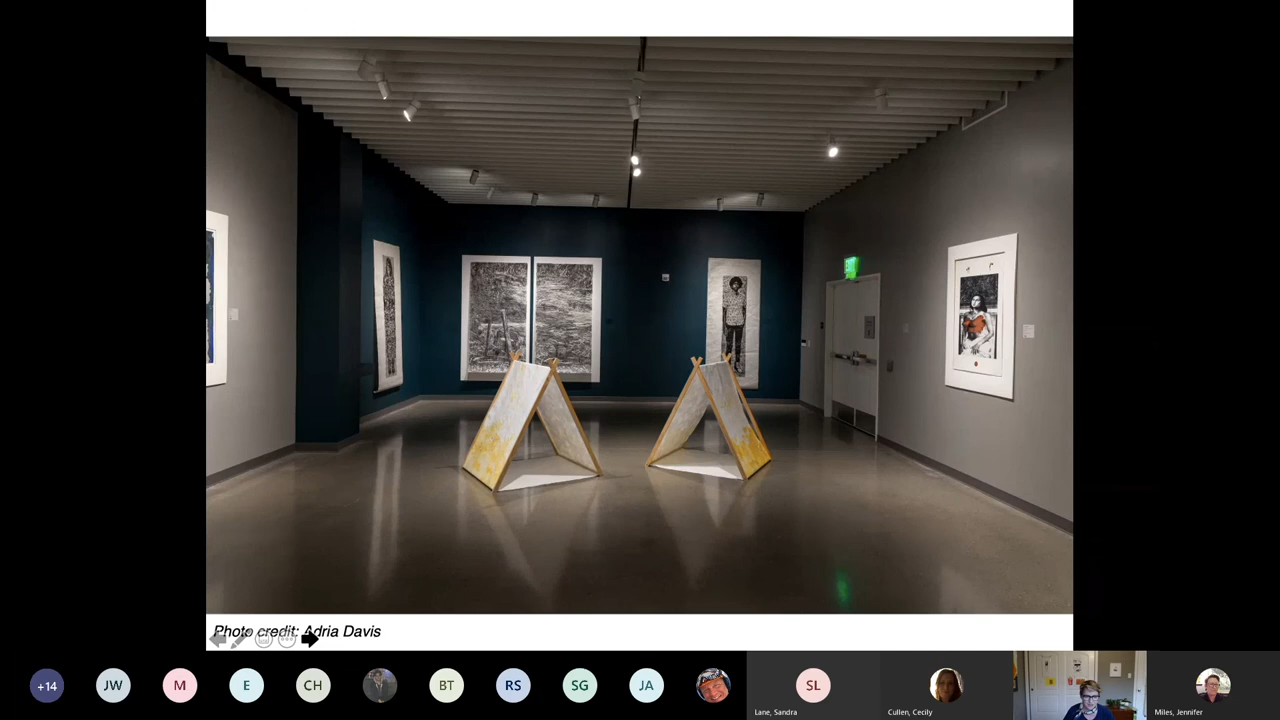 Photo credit: Adria Davis
+14
JW
M
E
CH
BT
RS
SG
JA
SL
Lane, Sandra
Cullen, Cecily
Miles, Jennifer